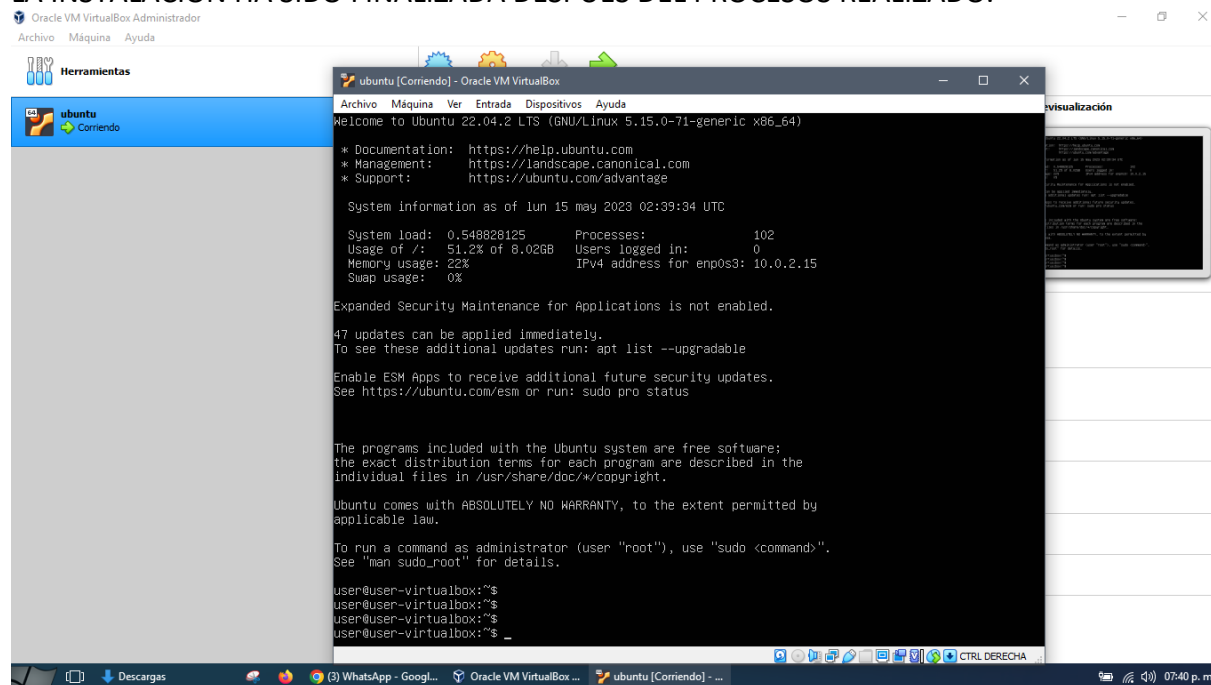 LA INSTALACION HA SIDO FINALIZADA DESPUES DEL PROCESOS REALIZADO.
Oracle VM VirtualBox Administrador
Archivo Máquina Ayuda
Herramientas
64
ubuntu
Corriendo
ubuntu [Corriendo] - Oracle VM VirtualBox
Archivo Máquina Ver Entrada Dispositivos Ayuda
evisualización
Welcome to Ubuntu 22.04.2 LTS (GNU/Linux 5.15.0-71-generic x86_64)
* Documentation: https://help.ubuntu.com
* Management: https://landscape.canonical.com
* Support: https://ubuntu.com/advantage
System information as of lun 15 may 2023 02:39:34 UTC
System load: 0.548828125 Processes: 102
Usage of /: 51.2% of 8.02GB Users logged in: 0
Memory usage: 22% IPv4 address for enp0s3: 10.0.2.15
Swap usage: 0%
Expanded Security Maintenance for Applications is not enabled.
47 updates can be applied immediately.
To see these additional updates run: apt list --upgradable
Enable ESM Apps to receive additional future security updates.
See https://ubuntu.com/esm or run: sudo pro status
The programs included with the Ubuntu system are free software;
the exact distribution terms for each program are described in the
individual files in /usr/share/doc/*/copyright.
Ubuntu comes with ABSOLUTELY NO WARRANTY, to the extent permitted by
applicable law.
To run a command as administrator (user "root"), use "sudo <command>".
See "man sudo_root" for details.
user@user-virtualbox:~$
user@user-virtualbox:~$
user@user-virtualbox:~$
user@user-virtualbox:~$ _
CTRL DERECHA
Descargas
(3) WhatsApp - Googl...
Oracle VM VirtualBox ...
ubuntu [Corriendo] - ...
07:40 p. m